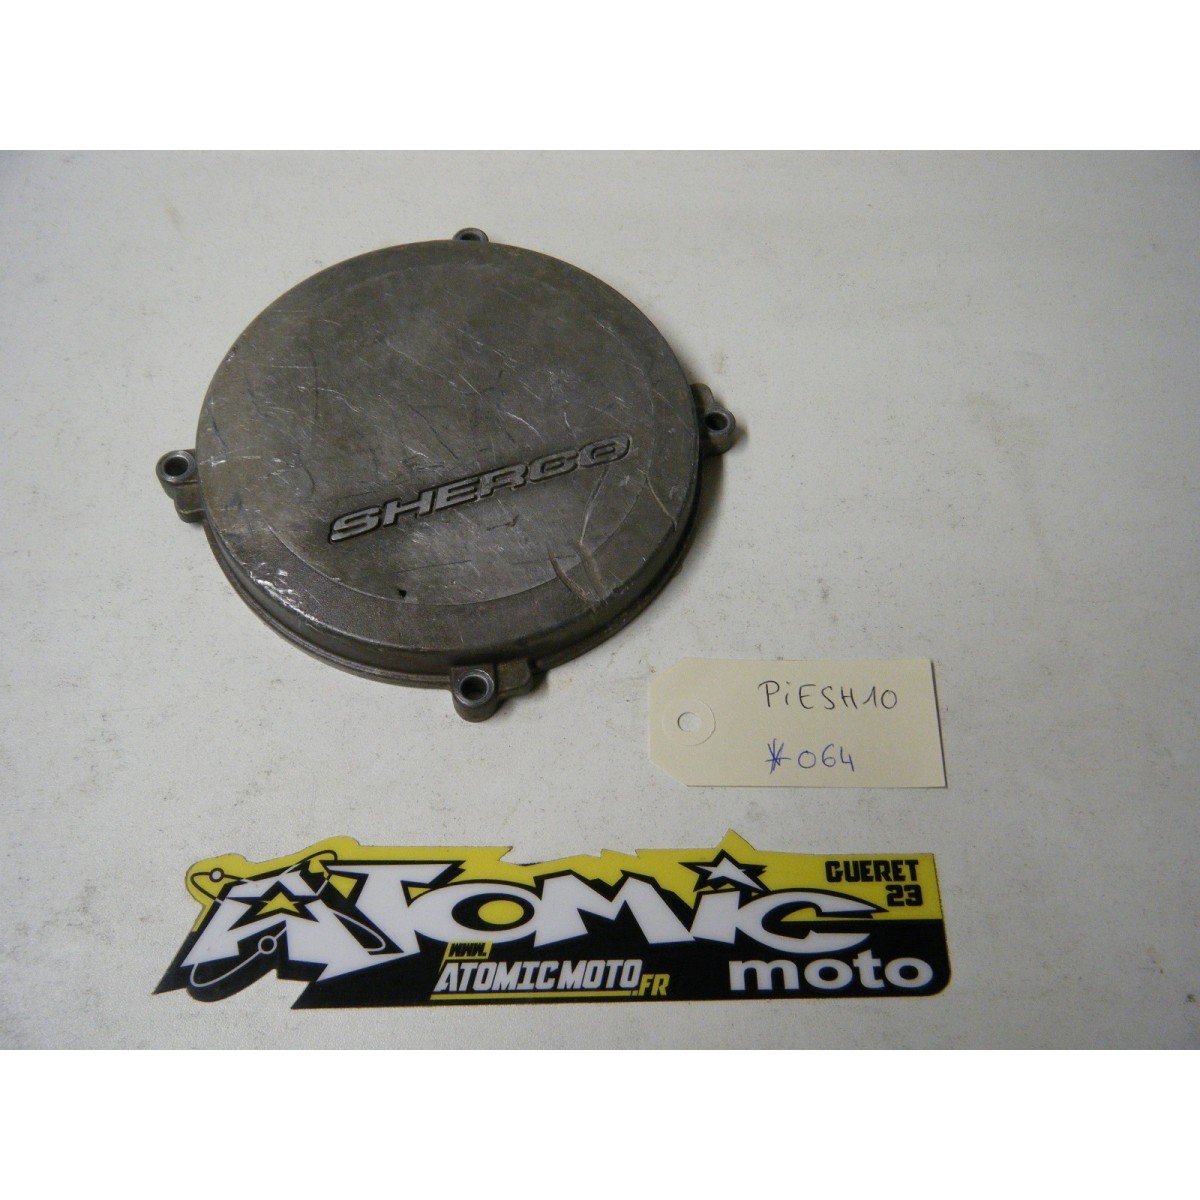 SHERCO
PiESH10
*064
ATOMIC
moto
GUERET
23
WWW.
ATOMICMOTO.FR